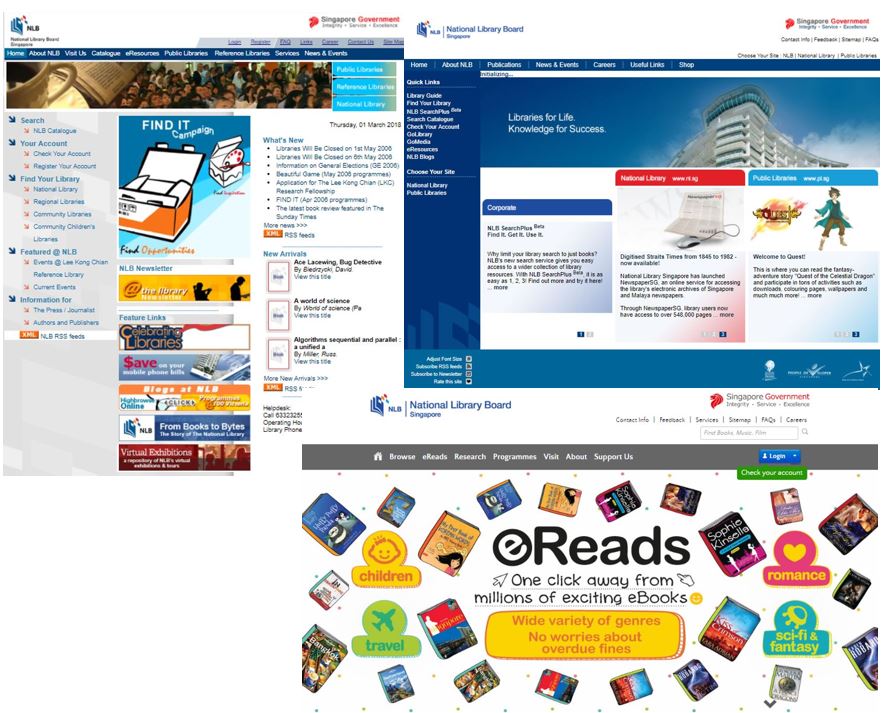 NLB
National Library Board
Singapore
Singapore Government
Integrity • Service • Excellence
Login Register FAQ Links Career Contact Us Site Map
Home About NLB Visit Us Catalogue eResources Public Libraries Reference Libraries Services News & Events
Public Libraries
Reference Libraries
National Library
Thursday, 01 March 2018
Search
NLB Catalogue
Your Account
Check Your Account
Register Your Account
Find Your Library
National Library
Regional Libraries
Community Libraries
Community Children's
Libraries
Featured @ NLB
Events @ Lee Kong Chian
Reference Library
Current Events
Information for
The Press / Journalist
Authors and Publishers
XML NLB RSS feeds
FIND IT
Campaign
Find Inspiration
Find Opportunities
NLB Newsletter
@ the library
Newsletter
Feature Links
Celebrating
Libraries
$ave on your
mobile phone bills
Blogs at NLB
Highbrowse
Online
CLICK
Programmes
NLB
From Books to Bytes
The Story of The National Library
Virtual Exhibitions
a repository of NLB's virtual
exhibitions & tours
What's New
Libraries Will Be Closed on 1st May 2006
Libraries Will Be Closed on 6th May 2006
Information on General Elections (GE 2006)
Beautiful Game (May 2006 programmes)
Application for the Lee Kong Chian (LKC)
Research Fellowship
FIND IT (Apr 2006 programmes)
The latest book review featured in The
Sunday Times
More news >>>
XML RSS feeds
New Arrivals
Ace Lacewing, Bug Detective
By Biedrzycki, David.
View this title
A world of science
By World of science (Pa
View this title
Algorithms sequential and parallel :
a unified a
By Miller, Russ.
View this title
More New Arrivals >>>
XML RSS f
Helpdesk:
Call 6332325
Operating Ho
Library Phone
NLB
National Library Board
Singapore
Singapore Government
Integrity • Service • Excellence
Contact Info | Feedback | Sitemap | FAQs
Choose Your Site : NLB | National Library | Public Libraries
Home About NLB Publications News & Events Careers Useful Links Shop
Initializing...
Quick Links
Library Guide
Find Your Library
NLB SearchPlus Beta
Search Catalogue
Check Your Account
GoLibrary
GoMedia
eResources
NLB Blogs
Choose Your Site
National Library
Public Libraries
Adjust Font Size
Subscribe RSS feeds
Subscribe to Newsletter
Rate this site
Libraries for Life.
Knowledge for Success.
Corporate
NLB SearchPlus Beta
Find It. Get It. Use It.
Why limit your library search to just books?
NLB's new search service gives you easy
access to a wider collection of library
resources. With NLB SearchPlus Beta, it is as
easy as 1, 2, 3! Find out more and try it here!
... more
1 2
National Library www.nl.sg
Digitised Straits Times from 1845 to 1982 -
now available!
National Library Singapore has launched
NewspaperSG, an online service for accessing
the library's electronic archives of Singapore
and Malaya newspapers
Through NewspaperSG, library users now
have access to over 548,000 pages ... more
1 2 3
Public Libraries www.pl.sg
QUEST
Welcome to Quest!
This is where you can read the fantasy-
adventure story "Quest of the Celestial Dragon"
and participate in tons of activities such as
downloads, colouring pages, wallpapers and
much much more! ... more
1 2 3
NLB
National Library Board
Singapore
Singapore Government
Integrity • Service • Excellence
Contact Info | Feedback | Services | Sitemap | FAQs | Careers
Find Books, Music, Film
Browse eReads Research Programmes Visit About Support Us
Login
Check your account
eReads
One click away from
millions of exciting eBooks
Wide variety of genres
No worries about
overdue fines
children
travel
romance
sci-fi &
fantasy
Sophie
Kinsella